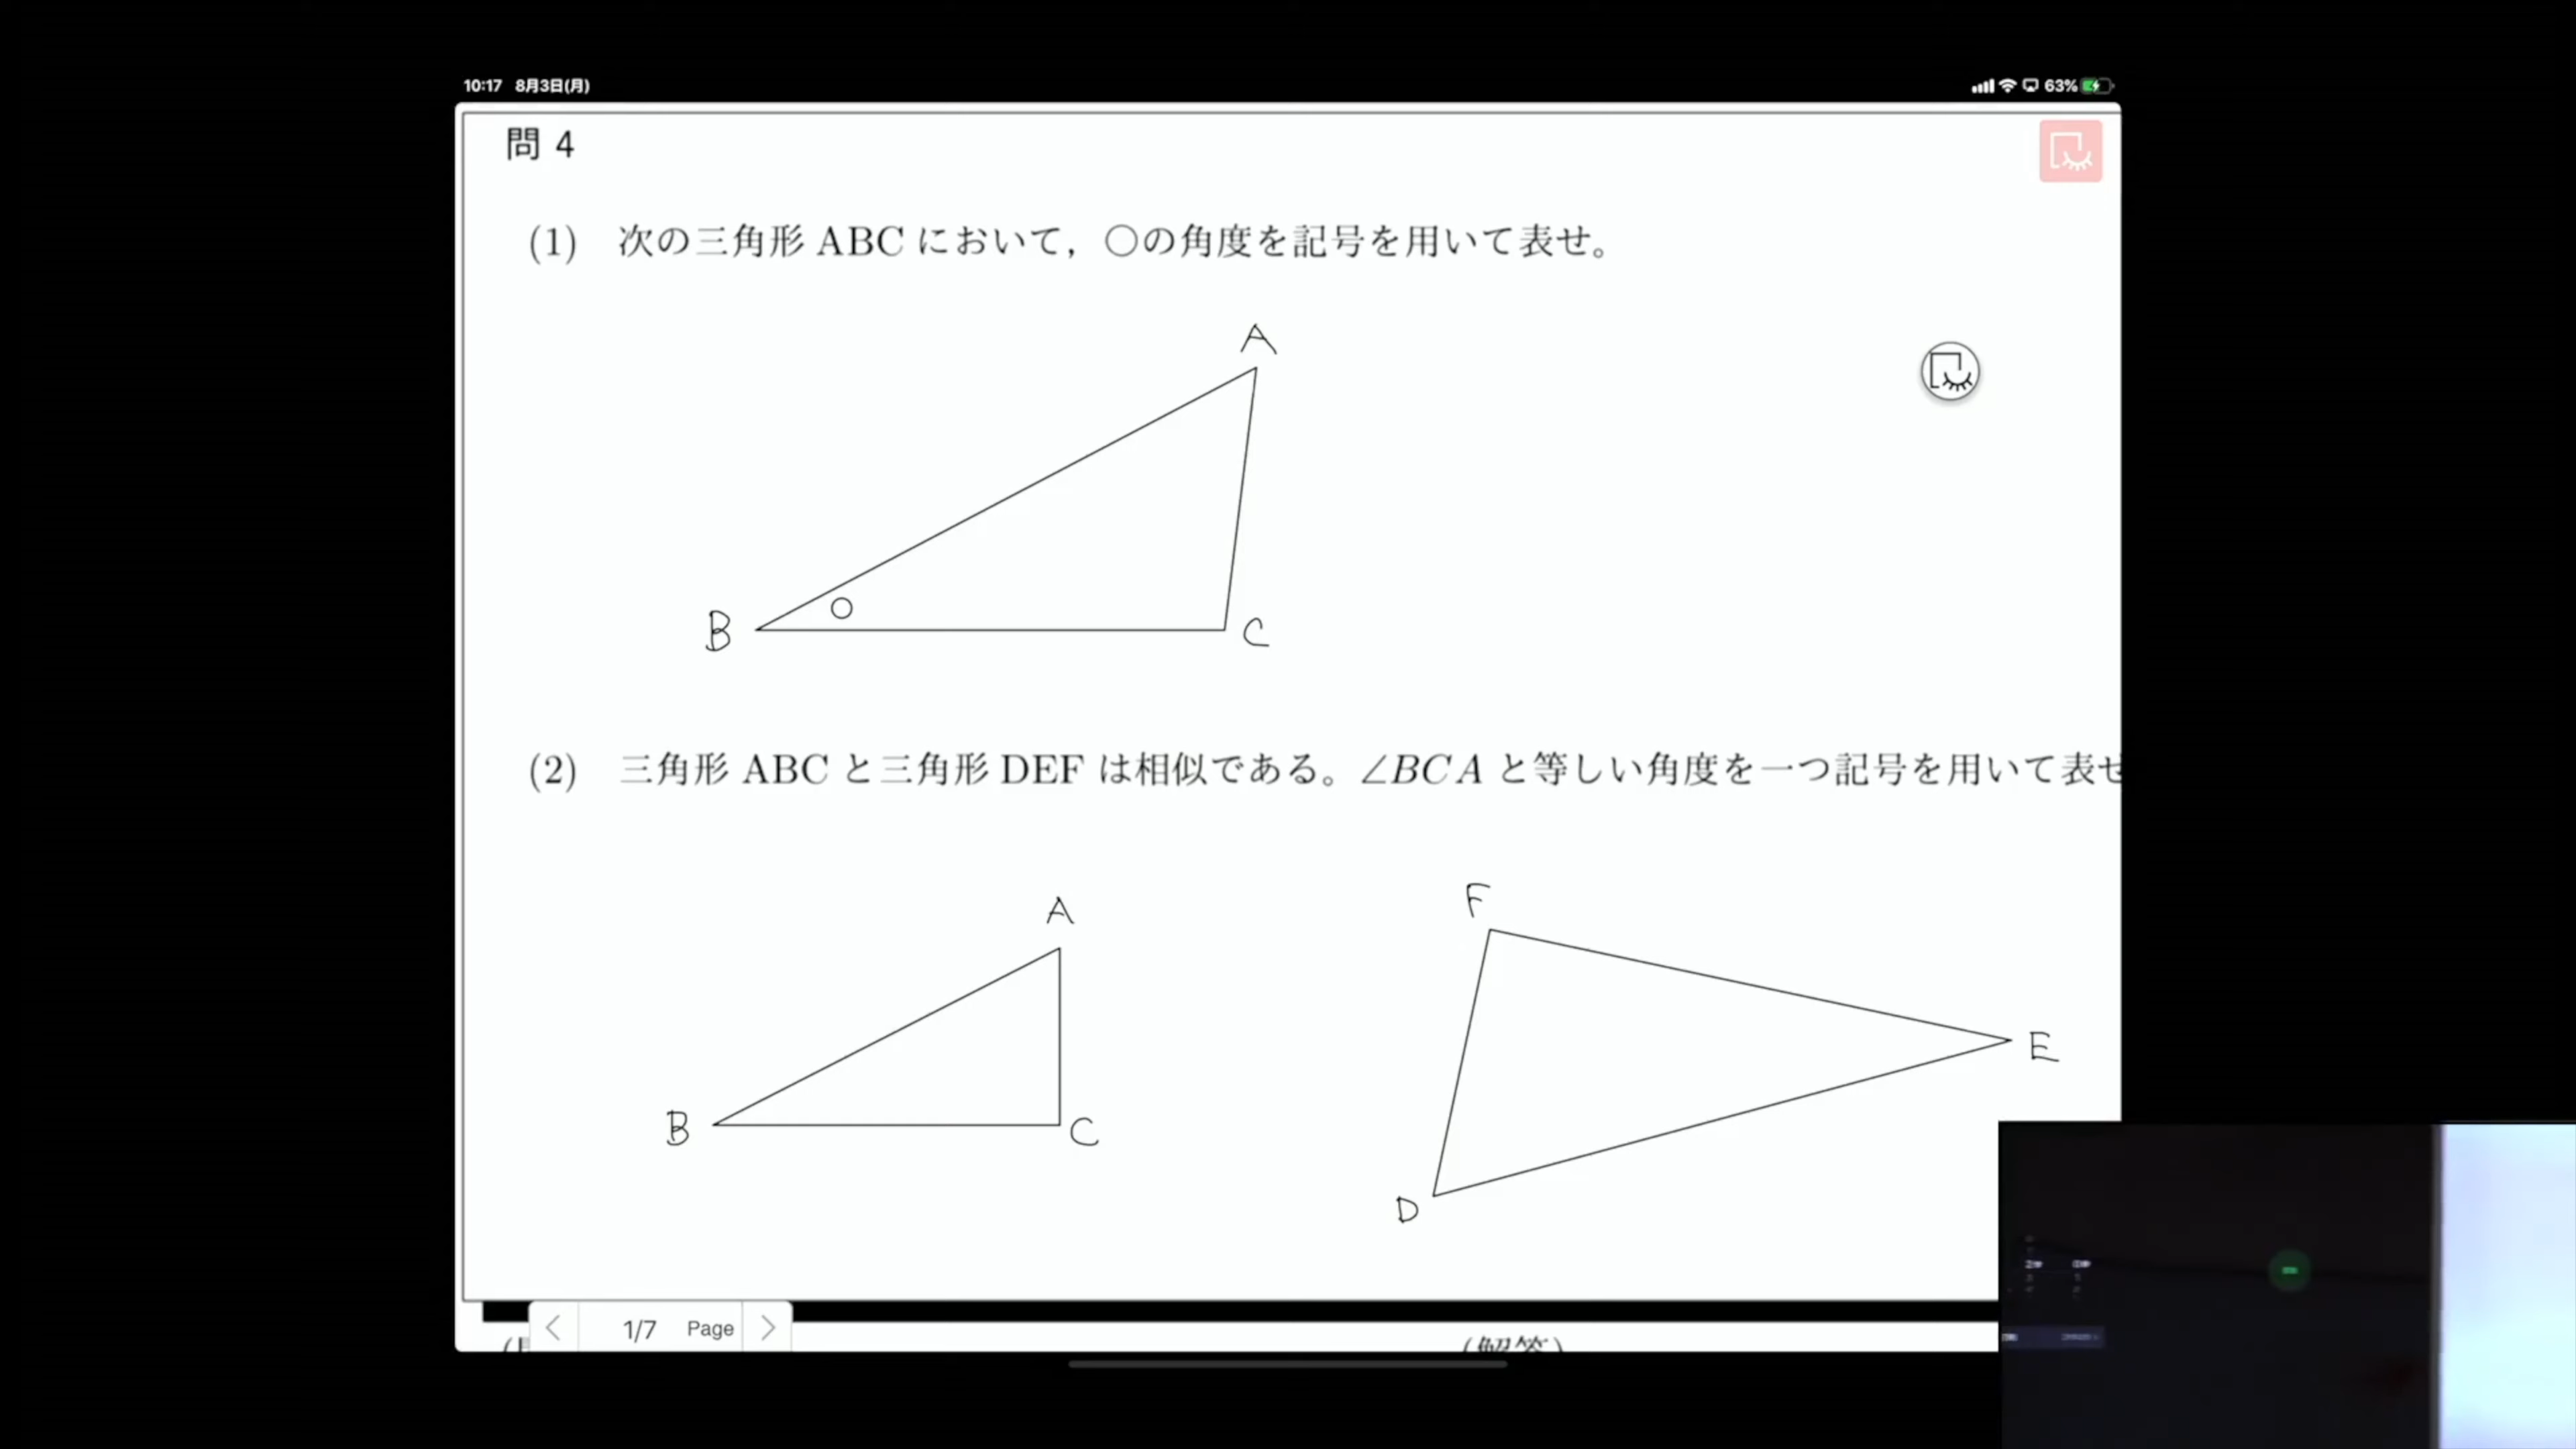 10:17 8月3日(月)
63%
問 4
(1) 次の三角形 ABC において，○の角度を記号を用いて表せ。
A
B
C
(2) 三角形 ABC と三角形 DEF は相似である。∠BCA と等しい角度を一つ記号を用いて表せ
A
F
E
B
C
D
1/7 Page
(解答)